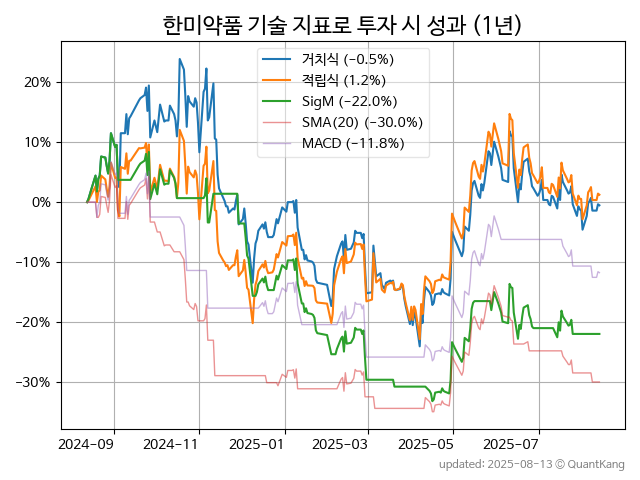 한미약품 기술 지표로 투자 시 성과 (1년)
거치식 (−0.5%)
적립식 (1.2%)
SigM (−22.0%)
SMA(20) (−30.0%)
MACD (−11.8%)
20%
10%
0%
−10%
−20%
−30%
2024−09 2024−11 2025−01 2025−03 2025−05 2025−07
updated: 2025-08-13 © QuantKang